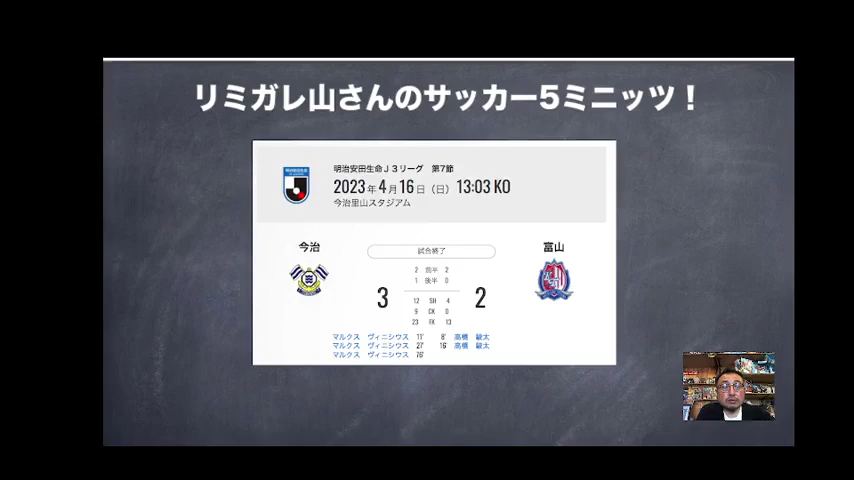 リミガレ山さんのサッカー5ミニッツ！
明治安田生命Ｊ３リーグ 第7節
2023年4月16日（日）13:03 KO
今治里山スタジアム
今治
試合終了
富山
2 前半 2
1 後半 0
3
2
12 SH 4
9 CK 0
23 FK 13
マルクス ヴィニシウス 11' 8' 高橋 駿太
マルクス ヴィニシウス 27' 16' 高橋 駿太
マルクス ヴィニシウス 76'